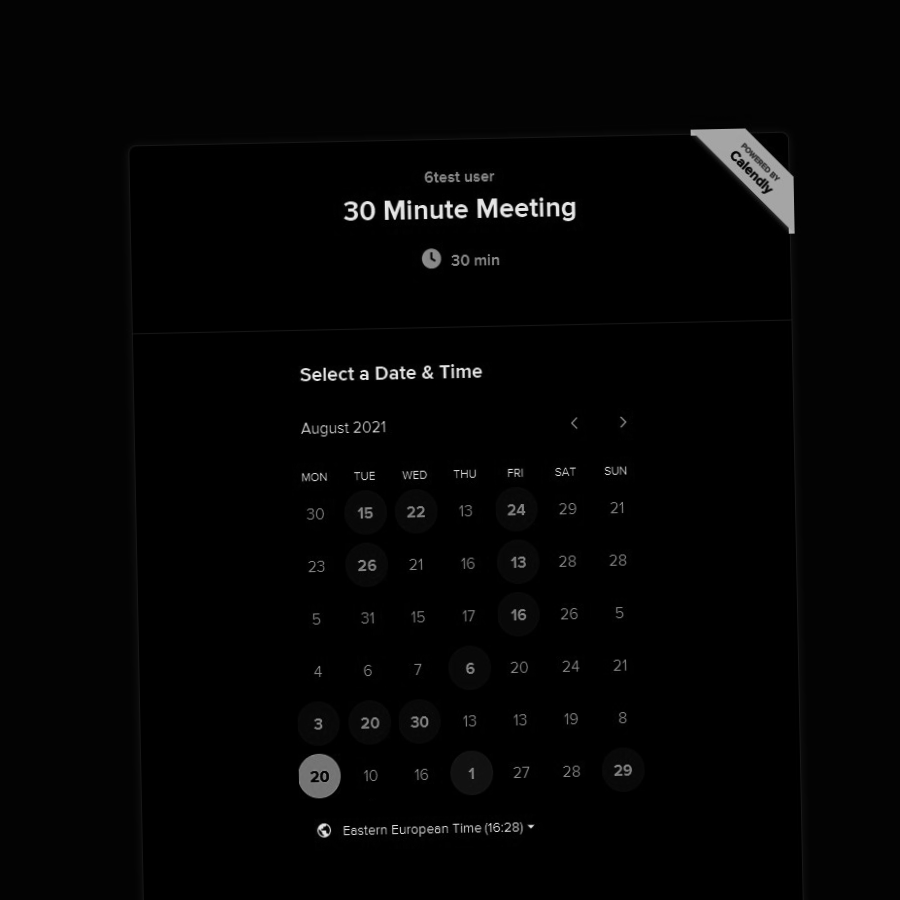 POWERED BY
Calendly
6test user
30 Minute Meeting
30 min
Select a Date & Time
August 2021
MON TUE WED THU FRI SAT SUN
30 15 22 13 24 29 21
23 26 21 16 13 28 28
5 31 15 17 16 26 5
4 6 7 6 20 24 21
3 20 30 13 13 19 8
20 10 16 1 27 28 29
Eastern European Time (16:28)